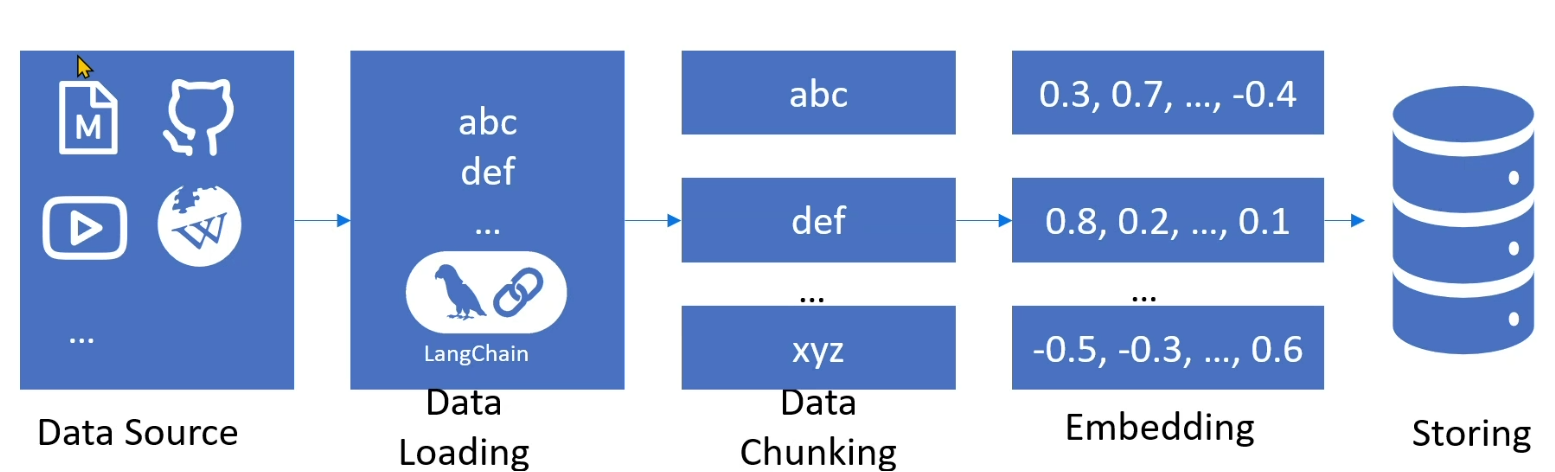 M
W
...
Data Source
abc
def
...
LangChain
Data
Loading
abc
def
...
xyz
Data
Chunking
0.3, 0.7, ..., -0.4
0.8, 0.2, ..., 0.1
...
-0.5, -0.3, ..., 0.6
Embedding
Storing